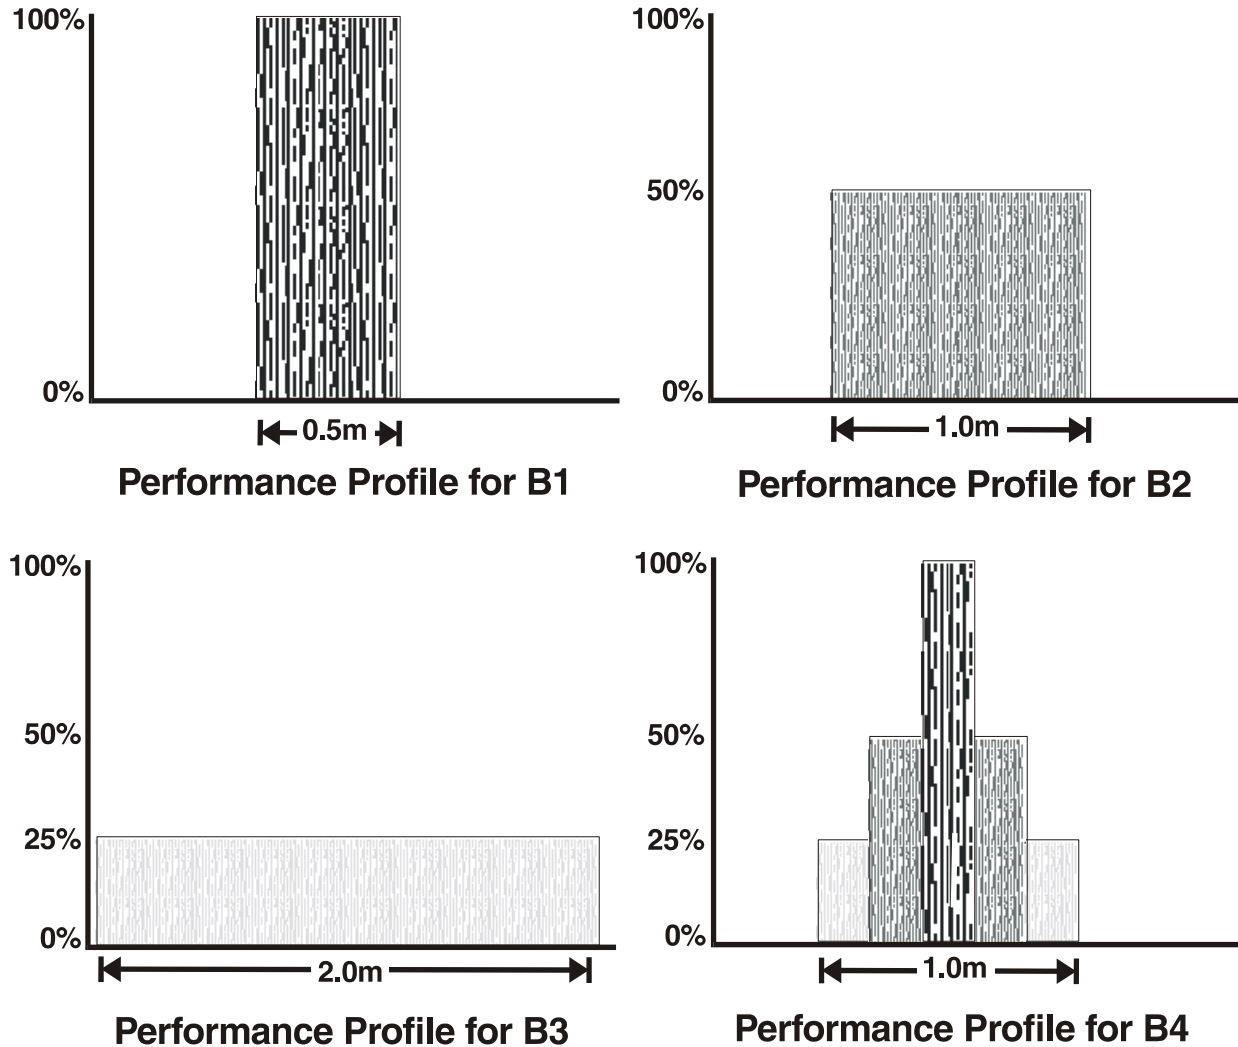 100%
0%
0.5m
Performance Profile for B1
100%
50%
0%
1.0m
Performance Profile for B2
100%
50%
25%
0%
2.0m
Performance Profile for B3
100%
50%
25%
0%
1.0m
Performance Profile for B4